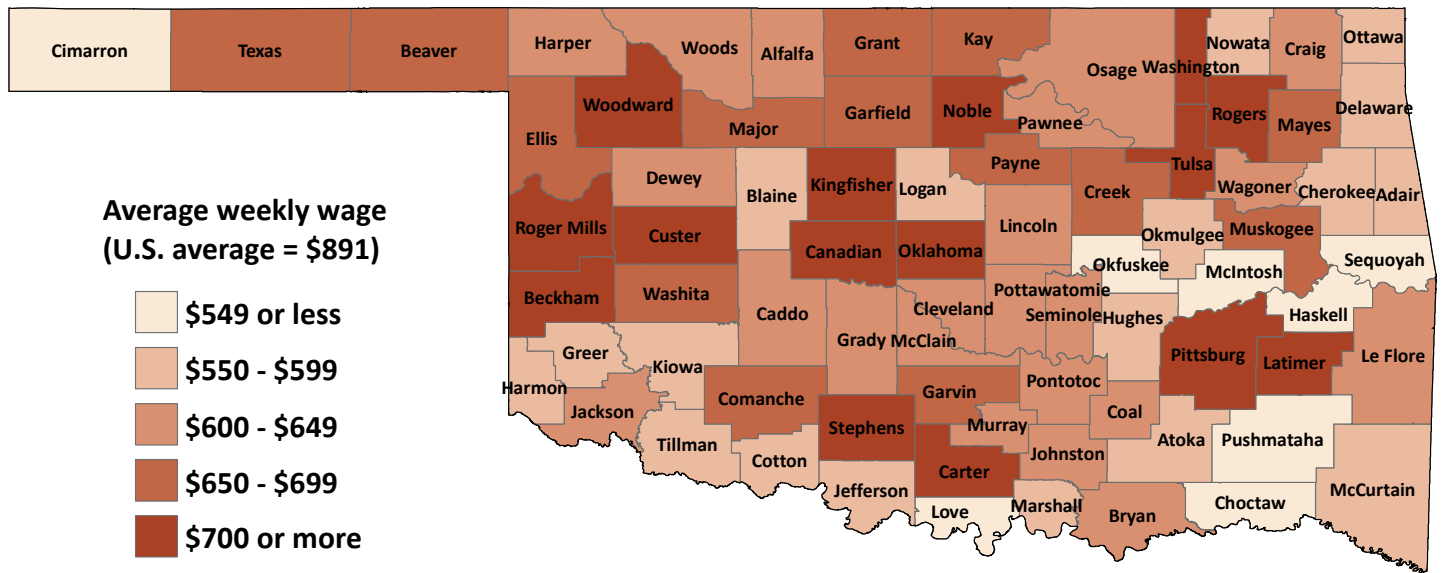 Cimarron
Texas
Beaver
Harper
Woods
Alfalfa
Grant
Kay
Osage
Washington
Nowata
Craig
Ottawa
Woodward
Ellis
Major
Garfield
Noble
Pawnee
Rogers
Mayes
Delaware
Dewey
Blaine
Kingfisher
Logan
Payne
Creek
Tulsa
Wagoner
Cherokee
Adair
Roger Mills
Custer
Canadian
Oklahoma
Lincoln
Okmulgee
Muskogee
Okfuskee
McIntosh
Sequoyah
Beckham
Washita
Caddo
Grady
McClain
Cleveland
Pottawatomie
Seminole
Hughes
Haskell
Pittsburg
Latimer
Le Flore
Greer
Kiowa
Harmon
Jackson
Comanche
Garvin
Pontotoc
Coal
Stephens
Murray
Tillman
Cotton
Carter
Johnston
Atoka
Pushmataha
Jefferson
Love
Marshall
Bryan
Choctaw
McCurtain
Average weekly wage
(U.S. average = $891)
$549 or less
$550 - $599
$600 - $649
$650 - $699
$700 or more